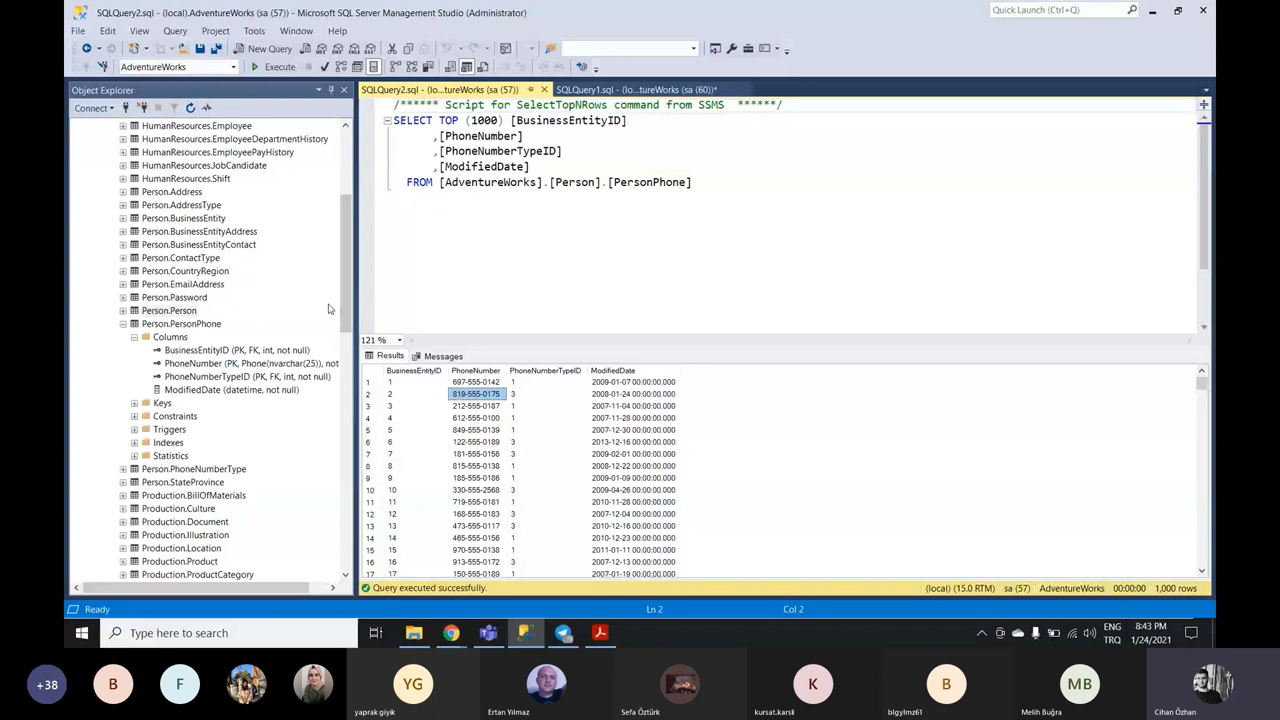 SQLQuery2.sql - (local).AdventureWorks (sa (57)) - Microsoft SQL Server Management Studio (Administrator)
Quick Launch (Ctrl+Q)
File Edit View Query Project Tools Window Help
New Query
AdventureWorks
Execute
Object Explorer
SQLQuery2.sql - (lo...tureWorks (sa (57))
SQLQuery1.sql - (lo...tureWorks (sa (60))*
Connect
HumanResources.Employee
HumanResources.EmployeeDepartmentHistory
HumanResources.EmployeePayHistory
HumanResources.JobCandidate
HumanResources.Shift
Person.Address
Person.AddressType
Person.BusinessEntity
Person.BusinessEntityAddress
Person.BusinessEntityContact
Person.ContactType
Person.CountryRegion
Person.EmailAddress
Person.Password
Person.Person
Person.PersonPhone
Columns
BusinessEntityID (PK, FK, int, not null)
PhoneNumber (PK, Phone(nvarchar(25)), not
PhoneNumberTypeID (PK, FK, int, not null)
ModifiedDate (datetime, not null)
Keys
Constraints
Triggers
Indexes
Statistics
Person.PhoneNumberType
Person.StateProvince
Production.BillOfMaterials
Production.Culture
Production.Document
Production.Illustration
Production.Location
Production.Product
Production.ProductCategory
/****** Script for SelectTopNRows command from SSMS ******/
SELECT TOP (1000) [BusinessEntityID]
,[PhoneNumber]
,[PhoneNumberTypeID]
,[ModifiedDate]
FROM [AdventureWorks].[Person].[PersonPhone]
121 %
Results Messages
BusinessEntityID PhoneNumber PhoneNumberTypeID ModifiedDate
1 1 697-555-0142 1 2009-01-07 00:00:00.000
2 2 819-555-0175 3 2008-01-24 00:00:00.000
3 3 212-555-0187 1 2007-11-04 00:00:00.000
4 4 612-555-0100 1 2007-11-28 00:00:00.000
5 5 849-555-0139 1 2007-12-30 00:00:00.000
6 6 122-555-0189 3 2013-12-16 00:00:00.000
7 7 181-555-0156 3 2009-02-01 00:00:00.000
8 8 815-555-0138 1 2008-12-22 00:00:00.000
9 9 185-555-0186 1 2009-01-09 00:00:00.000
10 10 330-555-2568 3 2009-04-26 00:00:00.000
11 11 719-555-0181 1 2010-11-28 00:00:00.000
12 12 168-555-0183 3 2007-12-04 00:00:00.000
13 13 473-555-0117 3 2010-12-16 00:00:00.000
14 14 465-555-0156 1 2010-12-23 00:00:00.000
15 15 970-555-0138 1 2011-01-11 00:00:00.000
16 16 913-555-0172 3 2007-12-13 00:00:00.000
17 17 150-555-0189 1 2007-01-19 00:00:00.000
Query executed successfully.
(local) (15.0 RTM) sa (57) AdventureWorks 00:00:00 1,000 rows
Ready
Ln 2
Col 2
Type here to search
ENG
TRQ
8:43 PM
1/24/2021
+38
B
F
YG
K
B
MB
yaprak giyik
Ertan Yılmaz
Sefa Öztürk
kursat.karsli
blgylmz61
Melih Buğra
Cihan Özhan